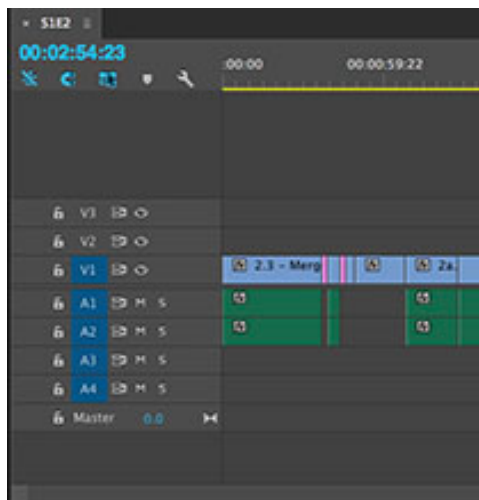 × S1E2 ≡
00:02:54:23
:00:00 00:00:59:22
V3
V2
V1 2.3 - Merg 2a.
A1 M S
A2 M S
A3 M S
A4 M S
Master 0.0